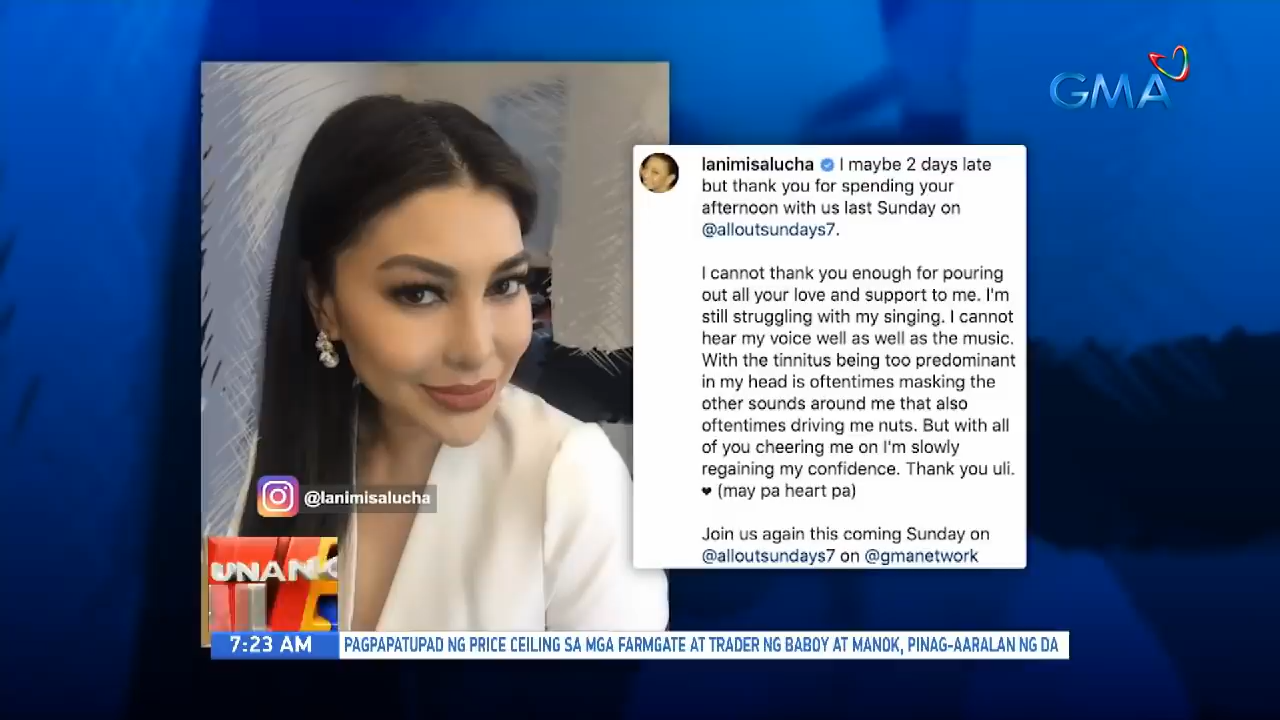 GMA
lanimisalucha I maybe 2 days late
but thank you for spending your
afternoon with us last Sunday on
@alloutsundays7.
I cannot thank you enough for pouring
out all your love and support to me. I'm
still struggling with my singing. I cannot
hear my voice well as well as the music.
With the tinnitus being too predominant
in my head is oftentimes masking the
other sounds around me that also
oftentimes driving me nuts. But with all
of you cheering me on I'm slowly
regaining my confidence. Thank you uli.
❤ (may pa heart pa)
Join us again this coming Sunday on
@alloutsundays7 on @gmanetwork
@lanimisalucha
7:23 AM PAGPAPATUPAD NG PRICE CEILING SA MGA FARMGATE AT TRADER NG BABOY AT MANOK, PINAG-AARALAN NG DA